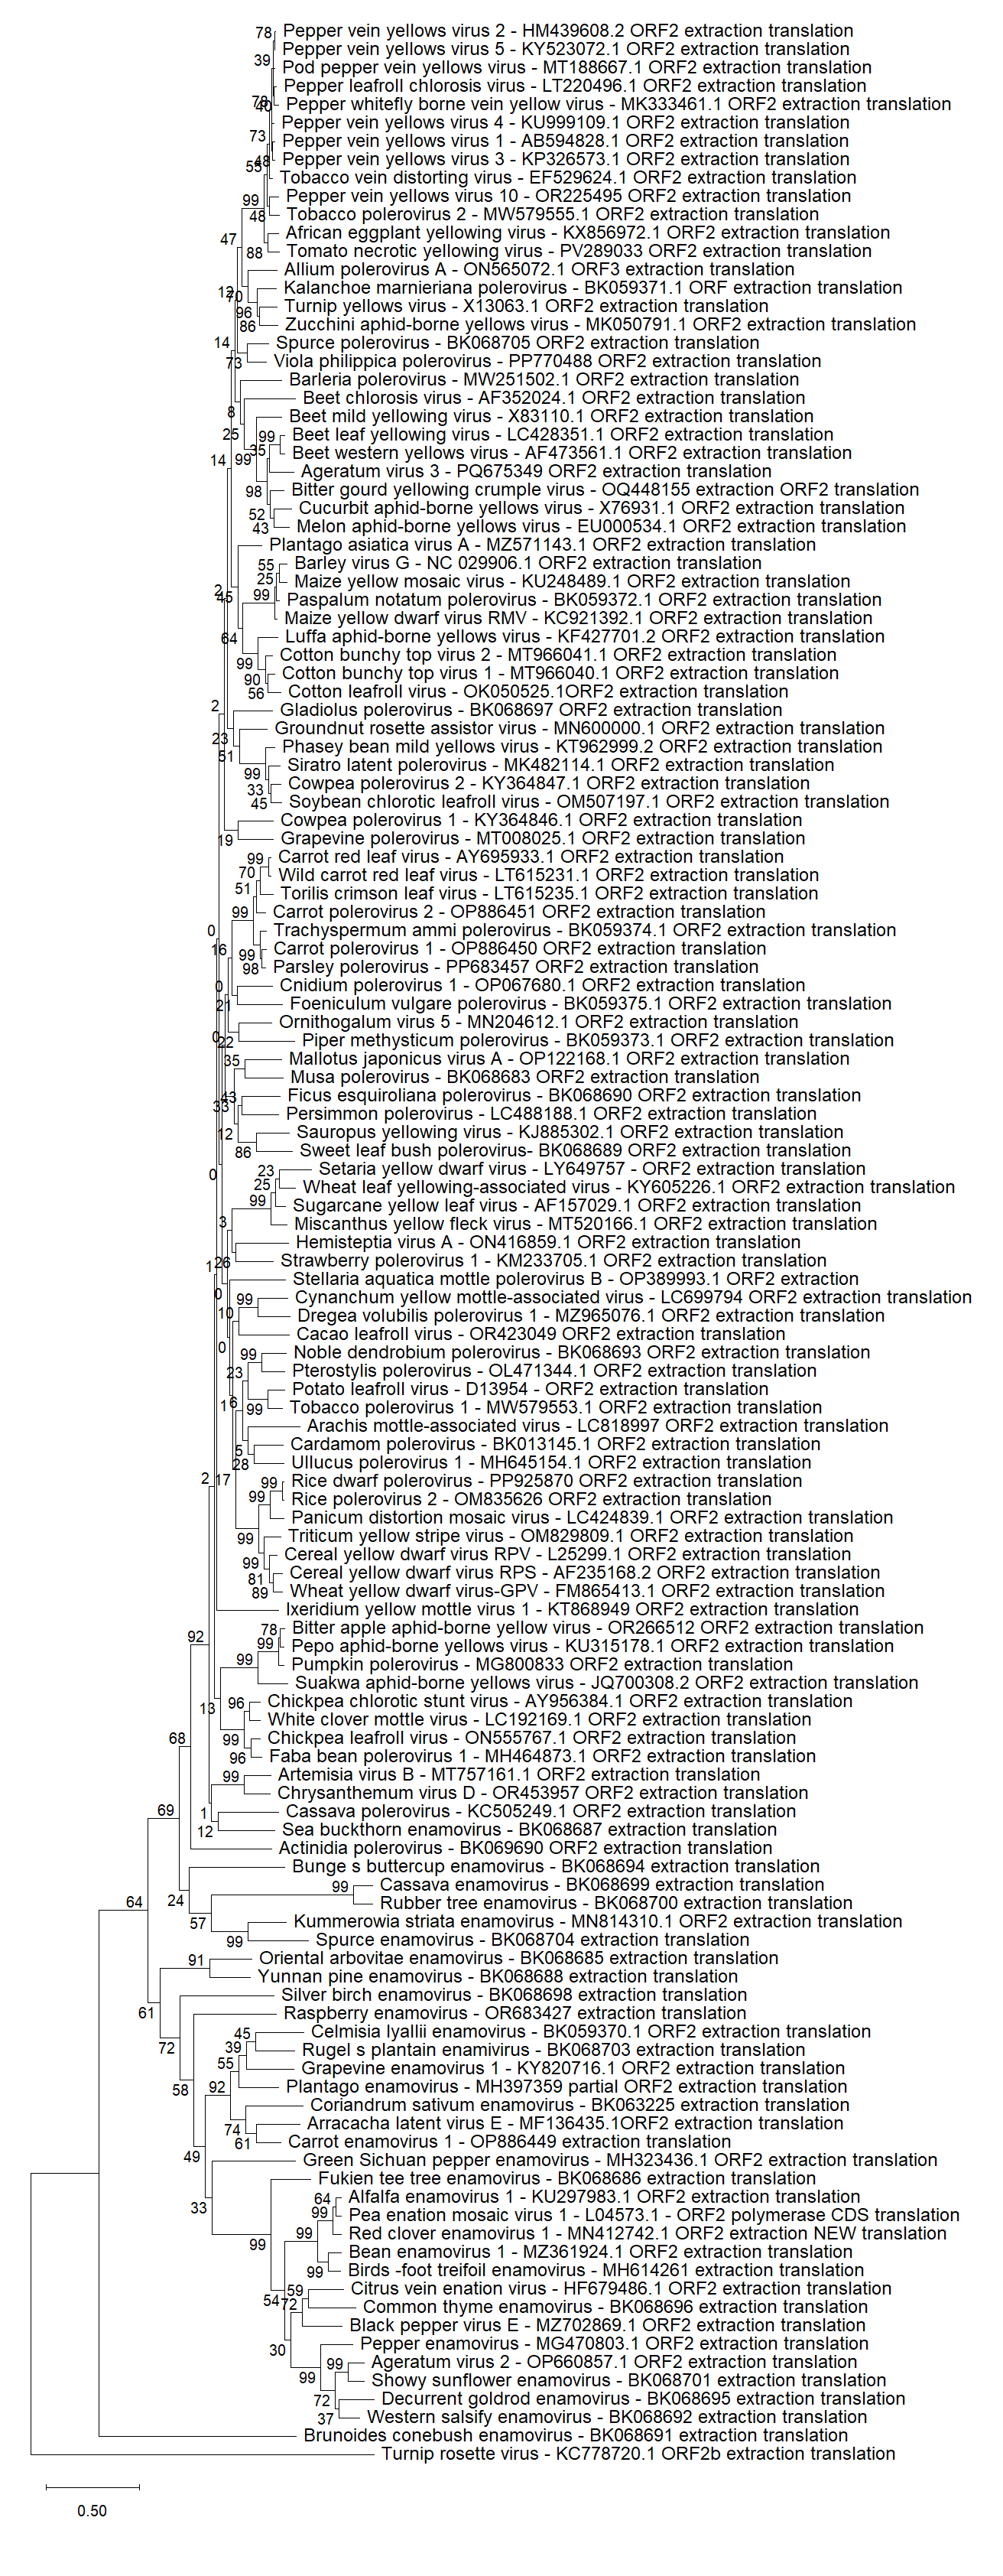 Pepper vein yellows virus 2 - HM439608.2 ORF2 extraction translation
Pepper vein yellows virus 5 - KY523072.1 ORF2 extraction translation
Pod pepper vein yellows virus - MT188667.1 ORF2 extraction translation
Pepper leafroll chlorosis virus - LT220496.1 ORF2 extraction translation
Pepper whitefly borne vein yellow virus - MK333461.1 ORF2 extraction translation
Pepper vein yellows virus 4 - KU999109.1 ORF2 extraction translation
Pepper vein yellows virus 1 - AB594828.1 ORF2 extraction translation
Pepper vein yellows virus 3 - KP326573.1 ORF2 extraction translation
Tobacco vein distorting virus - EF529624.1 ORF2 extraction translation
Pepper vein yellows virus 10 - OR225495 ORF2 extraction translation
Tobacco polerovirus 2 - MW579555.1 ORF2 extraction translation
African eggplant yellowing virus - KX856972.1 ORF2 extraction translation
Tomato necrotic yellowing virus - PV289033 ORF2 extraction translation
Allium polerovirus A - ON565072.1 ORF3 extraction translation
Kalanchoe marnieriana polerovirus - BK059371.1 ORF extraction translation
Turnip yellows virus - X13063.1 ORF2 extraction translation
Zucchini aphid-borne yellows virus - MK050791.1 ORF2 extraction translation
Spurce polerovirus - BK068705 ORF2 extraction translation
Viola philippica polerovirus - PP770488 ORF2 extraction translation
Barleria polerovirus - MW251502.1 ORF2 extraction translation
Beet chlorosis virus - AF352024.1 ORF2 extraction translation
Beet mild yellowing virus - X83110.1 ORF2 extraction translation
Beet leaf yellowing virus - LC428351.1 ORF2 extraction translation
Beet western yellows virus - AF473561.1 ORF2 extraction translation
Ageratum virus 3 - PQ675349 ORF2 extraction translation
Bitter gourd yellowing crumple virus - OQ448155 extraction ORF2 translation
Cucurbit aphid-borne yellows virus - X76931.1 ORF2 extraction translation
Melon aphid-borne yellows virus - EU000534.1 ORF2 extraction translation
Plantago asiatica virus A - MZ571143.1 ORF2 extraction translation
Barley virus G - NC 029906.1 ORF2 extraction translation
Maize yellow mosaic virus - KU248489.1 ORF2 extraction translation
Paspalum notatum polerovirus - BK059372.1 ORF2 extraction translation
Maize yellow dwarf virus RMV - KC921392.1 ORF2 extraction translation
Luffa aphid-borne yellows virus - KF427701.2 ORF2 extraction translation
Cotton bunchy top virus 2 - MT966041.1 ORF2 extraction translation
Cotton bunchy top virus 1 - MT966040.1 ORF2 extraction translation
Cotton leafroll virus - OK050525.1ORF2 extraction translation
Gladiolus polerovirus - BK068697 ORF2 extraction translation
Groundnut rosette assistor virus - MN600000.1 ORF2 extraction translation
Phasey bean mild yellows virus - KT962999.2 ORF2 extraction translation
Siratro latent polerovirus - MK482114.1 ORF2 extraction translation
Cowpea polerovirus 2 - KY364847.1 ORF2 extraction translation
Soybean chlorotic leafroll virus - OM507197.1 ORF2 extraction translation
Cowpea polerovirus 1 - KY364846.1 ORF2 extraction translation
Grapevine polerovirus - MT008025.1 ORF2 extraction translation
Carrot red leaf virus - AY695933.1 ORF2 extraction translation
Wild carrot red leaf virus - LT615231.1 ORF2 extraction translation
Torilis crimson leaf virus - LT615235.1 ORF2 extraction translation
Carrot polerovirus 2 - OP886451 ORF2 extraction translation
Trachyspermum ammi polerovirus - BK059374.1 ORF2 extraction translation
Carrot polerovirus 1 - OP886450 ORF2 extraction translation
Parsley polerovirus - PP683457 ORF2 extraction translation
Cnidium polerovirus 1 - OP067680.1 ORF2 extraction translation
Foeniculum vulgare polerovirus - BK059375.1 ORF2 extraction translation
Ornithogalum virus 5 - MN204612.1 ORF2 extraction translation
Piper methysticum polerovirus - BK059373.1 ORF2 extraction translation
Mallotus japonicus virus A - OP122168.1 ORF2 extraction translation
Musa polerovirus - BK068683 ORF2 extraction translation
Ficus esquiroliana polerovirus - BK068690 ORF2 extraction translation
Persimmon polerovirus - LC488188.1 ORF2 extraction translation
Sauropus yellowing virus - KJ885302.1 ORF2 extraction translation
Sweet leaf bush polerovirus- BK068689 ORF2 extraction translation
Setaria yellow dwarf virus - LY649757 - ORF2 extraction translation
Wheat leaf yellowing-associated virus - KY605226.1 ORF2 extraction translation
Sugarcane yellow leaf virus - AF157029.1 ORF2 extraction translation
Miscanthus yellow fleck virus - MT520166.1 ORF2 extraction translation
Hemisteptia virus A - ON416859.1 ORF2 extraction translation
Strawberry polerovirus 1 - KM233705.1 ORF2 extraction translation
Stellaria aquatica mottle polerovirus B - OP389993.1 ORF2 extraction
Cynanchum yellow mottle-associated virus - LC699794 ORF2 extraction translation
Dregea volubilis polerovirus 1 - MZ965076.1 ORF2 extraction translation
Cacao leafroll virus - OR423049 ORF2 extraction translation
Noble dendrobium polerovirus - BK068693 ORF2 extraction translation
Pterostylis polerovirus - OL471344.1 ORF2 extraction translation
Potato leafroll virus - D13954 - ORF2 extraction translation
Tobacco polerovirus 1 - MW579553.1 ORF2 extraction translation
Arachis mottle-associated virus - LC818997 ORF2 extraction translation
Cardamom polerovirus - BK013145.1 ORF2 extraction translation
Ullucus polerovirus 1 - MH645154.1 ORF2 extraction translation
Rice dwarf polerovirus - PP925870 ORF2 extraction translation
Rice polerovirus 2 - OM835626 ORF2 extraction translation
Panicum distortion mosaic virus - LC424839.1 ORF2 extraction translation
Triticum yellow stripe virus - OM829809.1 ORF2 extraction translation
Cereal yellow dwarf virus RPV - L25299.1 ORF2 extraction translation
Cereal yellow dwarf virus RPS - AF235168.2 ORF2 extraction translation
Wheat yellow dwarf virus-GPV - FM865413.1 ORF2 extraction translation
Ixeridium yellow mottle virus 1 - KT868949 ORF2 extraction translation
Bitter apple aphid-borne yellow virus - OR266512 ORF2 extraction translation
Pepo aphid-borne yellows virus - KU315178.1 ORF2 extraction translation
Pumpkin polerovirus - MG800833 ORF2 extraction translation
Suakwa aphid-borne yellows virus - JQ700308.2 ORF2 extraction translation
Chickpea chlorotic stunt virus - AY956384.1 ORF2 extraction translation
White clover mottle virus - LC192169.1 ORF2 extraction translation
Chickpea leafroll virus - ON555767.1 ORF2 extraction translation
Faba bean polerovirus 1 - MH464873.1 ORF2 extraction translation
Artemisia virus B - MT757161.1 ORF2 extraction translation
Chrysanthemum virus D - OR453957 ORF2 extraction translation
Cassava polerovirus - KC505249.1 ORF2 extraction translation
Sea buckthorn enamovirus - BK068687 extraction translation
Actinidia polerovirus - BK069690 ORF2 extraction translation
Bunge s buttercup enamovirus - BK068694 extraction translation
Cassava enamovirus - BK068699 extraction translation
Rubber tree enamovirus - BK068700 extraction translation
Kummerowia striata enamovirus - MN814310.1 ORF2 extraction translation
Spurce enamovirus - BK068704 extraction translation
Oriental arbovitae enamovirus - BK068685 extraction translation
Yunnan pine enamovirus - BK068688 extraction translation
Silver birch enamovirus - BK068698 extraction translation
Raspberry enamovirus - OR683427 extraction translation
Celmisia lyallii enamovirus - BK059370.1 ORF2 extraction translation
Rugel s plantain enamivirus - BK068703 extraction translation
Grapevine enamovirus 1 - KY820716.1 ORF2 extraction translation
Plantago enamovirus - MH397359 partial ORF2 extraction translation
Coriandrum sativum enamovirus - BK063225 extraction translation
Arracacha latent virus E - MF136435.1ORF2 extraction translation
Carrot enamovirus 1 - OP886449 extraction translation
Green Sichuan pepper enamovirus - MH323436.1 ORF2 extraction translation
Fukien tee tree enamovirus - BK068686 extraction translation
Alfalfa enamovirus 1 - KU297983.1 ORF2 extraction translation
Pea enation mosaic virus 1 - L04573.1 - ORF2 polymerase CDS translation
Red clover enamovirus 1 - MN412742.1 ORF2 extraction NEW translation
Bean enamovirus 1 - MZ361924.1 ORF2 extraction translation
Birds -foot treifoil enamovirus - MH614261 extraction translation
Citrus vein enation virus - HF679486.1 ORF2 extraction translation
Common thyme enamovirus - BK068696 extraction translation
Black pepper virus E - MZ702869.1 ORF2 extraction translation
Pepper enamovirus - MG470803.1 ORF2 extraction translation
Ageratum virus 2 - OP660857.1 ORF2 extraction translation
Showy sunflower enamovirus - BK068701 extraction translation
Decurrent goldrod enamovirus - BK068695 extraction translation
Western salsify enamovirus - BK068692 extraction translation
Brunoides conebush enamovirus - BK068691 extraction translation
Turnip rosette virus - KC778720.1 ORF2b extraction translation
0.50